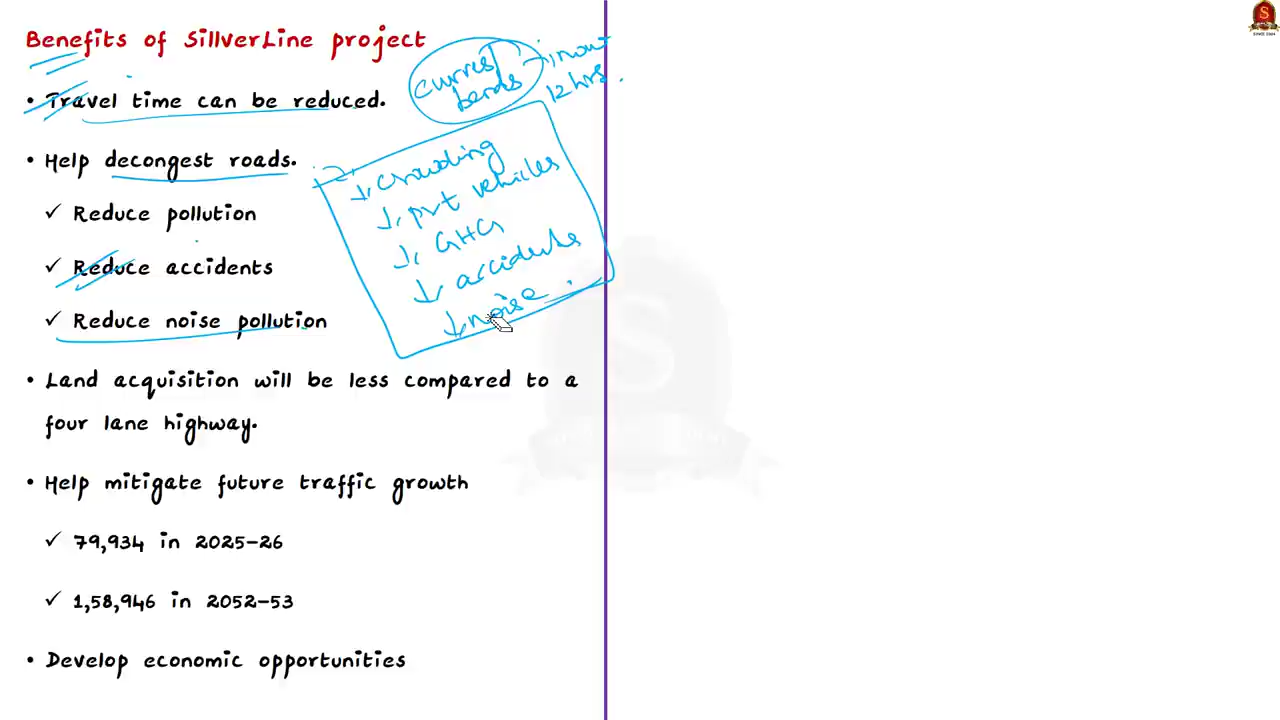 Benefits of SillverLine project
• Travel time can be reduced.
curves
bends
12 hrs.
• Help decongest roads.
✓ Reduce pollution
✓ Reduce accidents
✓ Reduce noise pollution
↓ crowding
↓ pvt vehicles
↓ GHG
↓ accidents
↓ noise
• Land acquisition will be less compared to a
four lane highway.
• Help mitigate future traffic growth
✓ 79,934 in 2025-26
✓ 1,58,946 in 2052-53
• Develop economic opportunities